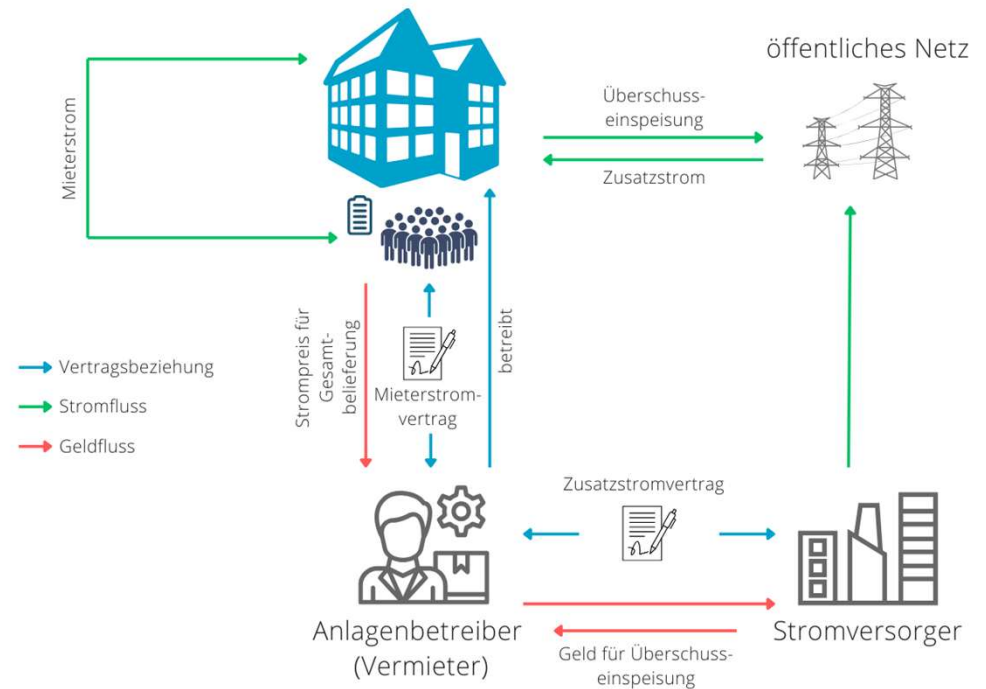 öffentliches Netz
Mieterstrom
Überschuss-
einspeisung
Zusatzstrom
Strompreis für
Gesamt-
belieferung
Mieterstrom-
vertrag
betreibt
Vertragsbeziehung
Stromfluss
Geldfluss
Zusatzstromvertrag
Anlagenbetreiber
(Vermieter)
Geld für Überschuss-
einspeisung
Stromversorger